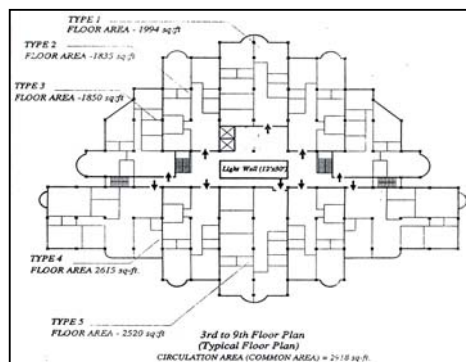 TYPE 1
FLOOR AREA - 1994 sq-ft
TYPE 2
FLOOR AREA -1835 sq-ft
TYPE 3
FLOOR AREA -1850 sq-ft
Light Well (12'x50')
TYPE 4
FLOOR AREA 2615 sq-ft.
TYPE 5
FLOOR AREA - 2520 sq-ft.
3rd to 9th Floor Plan
(Typical Floor Plan)
CIRCULATION AREA (COMMON AREA) = sq-ft.